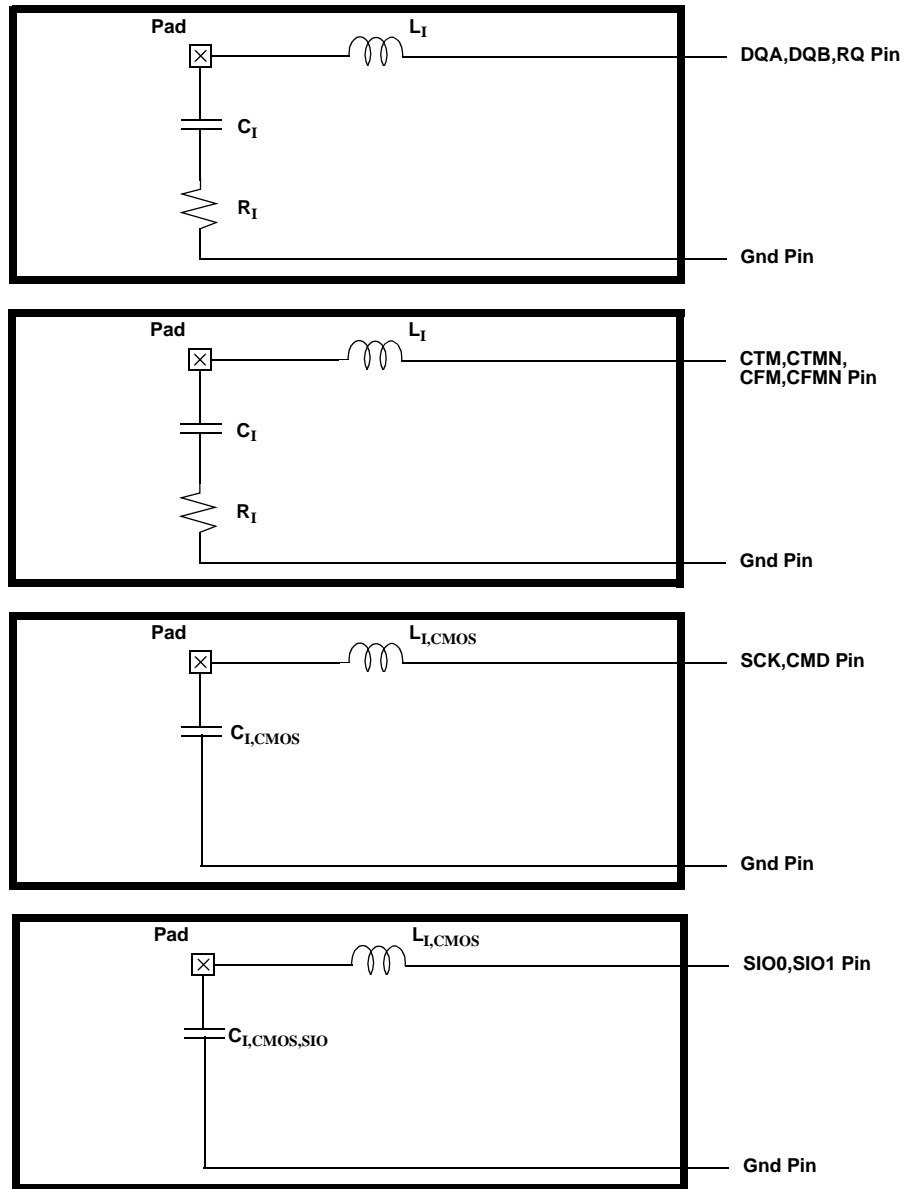 Pad
L_I
DQA,DQB,RQ Pin
C_I
R_I
Gnd Pin
Pad
L_I
CTM,CTMN,
CFM,CFMN Pin
C_I
R_I
Gnd Pin
Pad
L_I,CMOS
SCK,CMD Pin
C_I,CMOS
Gnd Pin
Pad
L_I,CMOS
SIO0,SIO1 Pin
C_I,CMOS,SIO
Gnd Pin